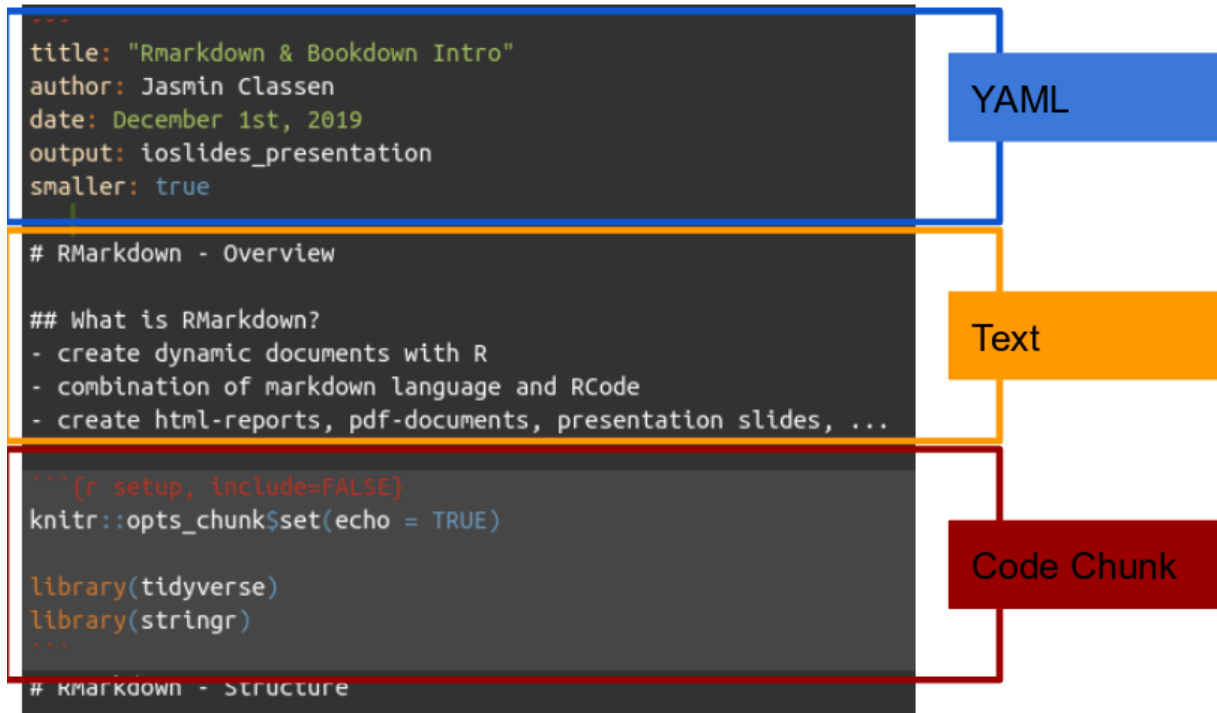 ---
title: "Rmarkdown & Bookdown Intro"
author: Jasmin Classen
date: December 1st, 2019
output: ioslides_presentation
smaller: true
YAML
# RMarkdown - Overview
## What is RMarkdown?
- create dynamic documents with R
- combination of markdown language and RCode
- create html-reports, pdf-documents, presentation slides, ...
Text
```{r setup, include=FALSE}
knitr::opts_chunk$set(echo = TRUE)
library(tidyverse)
library(stringr)
```
Code Chunk
# RMarkdown - Structure